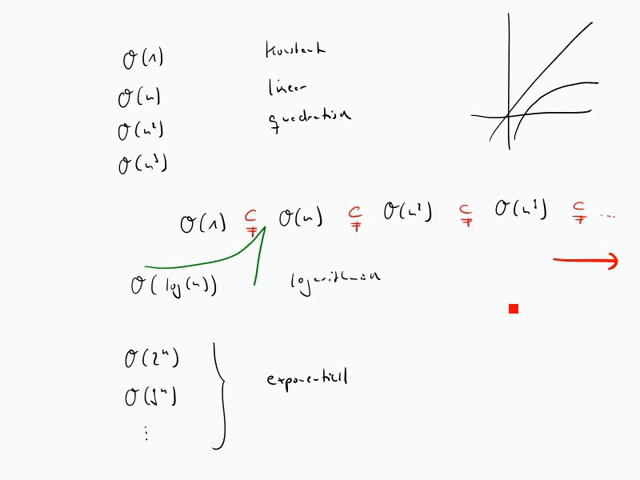 O(1) konstant
O(n) linear
O(n²) quadratisch
O(n³)
O(1) ⊊ O(n) ⊊ O(n²) ⊊ O(n³) ⊊ ...
O(log(n)) logarithmisch
O(2ⁿ)
O(3ⁿ) exponentiell
⋮